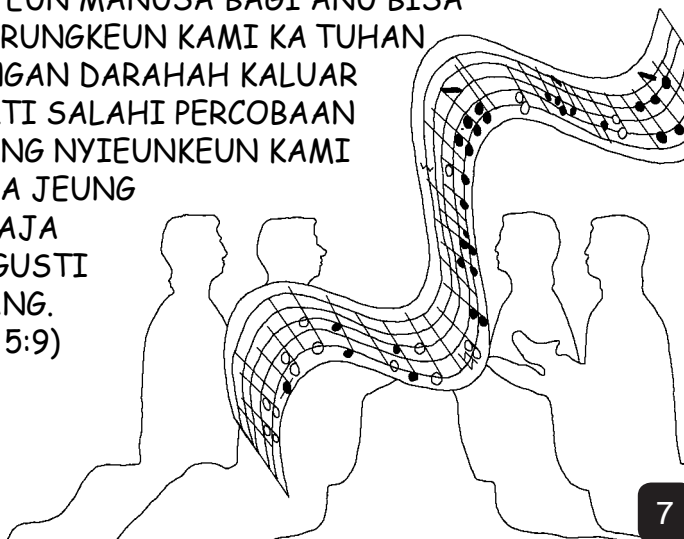 EUN MANUSA BAGI ANU BISA
RUNGKEUN KAMI KA TUHAN
NGAN DARAHAH KALUAR
TI SALAHI PERCOBAAN
NG NYIEUNKEUN KAMI
A JEUNG
AJA
GUSTI
NG.
5:9)
7